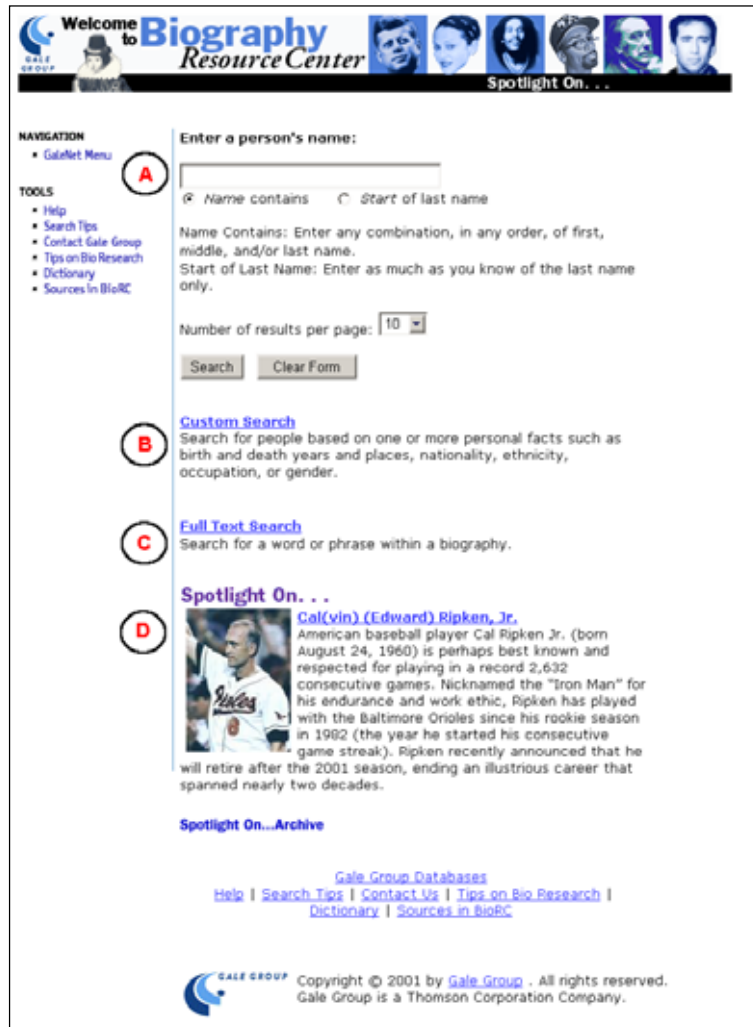 Welcome
to Biography
Resource Center
GALE
GROUP
Spotlight On. . .
NAVIGATION
GaleNet Menu
TOOLS
Help
Search Tips
Contact Gale Group
Tips on Bio Research
Dictionary
Sources in BioRC
A
Enter a person's name:
Name contains Start of last name
Name Contains: Enter any combination, in any order, of first,
middle, and/or last name.
Start of Last Name: Enter as much as you know of the last name
only.
Number of results per page: 10
Search Clear Form
B
Custom Search
Search for people based on one or more personal facts such as
birth and death years and places, nationality, ethnicity,
occupation, or gender.
C
Full Text Search
Search for a word or phrase within a biography.
Spotlight On. . .
D
Cal(vin) (Edward) Ripken, Jr.
American baseball player Cal Ripken Jr. (born
August 24, 1960) is perhaps best known and
respected for playing in a record 2,632
consecutive games. Nicknamed the "Iron Man" for
his endurance and work ethic, Ripken has played
with the Baltimore Orioles since his rookie season
in 1982 (the year he started his consecutive
game streak). Ripken recently announced that he
will retire after the 2001 season, ending an illustrious career that
spanned nearly two decades.
Orioles
8
Spotlight On...Archive
Gale Group Databases
Help | Search Tips | Contact Us | Tips on Bio Research |
Dictionary | Sources in BioRC
GALE GROUP
Copyright © 2001 by Gale Group . All rights reserved.
Gale Group is a Thomson Corporation Company.